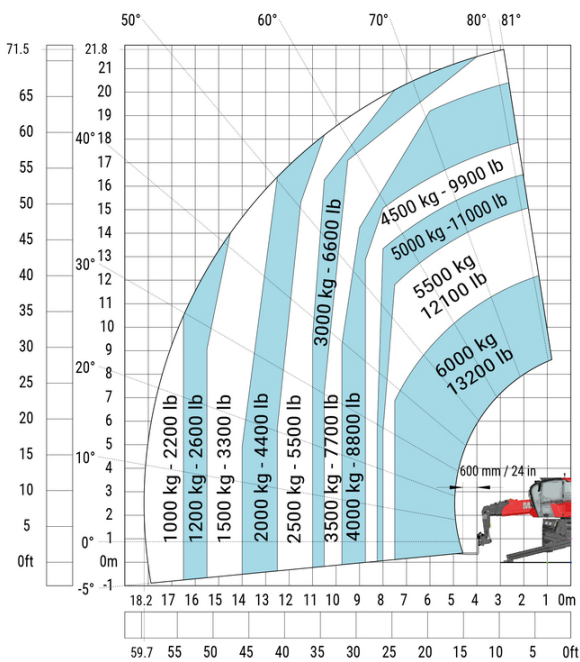 50° 60° 70° 80° 81°
71.5 21.8
21
65 20
19
60 40° 18
55 17
16
50 15
45 14
13
40 30° 12
35 11
10
30 9
8
25 20° 7
20 6
5
15 10° 4
3
10 2
5 0° 1
0ft 0m
-5° -1
4500 kg - 9900 lb
5000 kg -11000 lb
5500 kg
12100 lb
6000 kg
13200 lb
3000 kg - 6600 lb
1000 kg - 2200 lb
1200 kg - 2600 lb
1500 kg - 3300 lb
2000 kg - 4400 lb
2500 kg - 5500 lb
3500 kg - 7700 lb
4000 kg - 8800 lb
600 mm / 24 in
M
18.2 17 16 15 14 13 12 11 10 9 8 7 6 5 4 3 2 1 0m
59.7 55 50 45 40 35 30 25 20 15 10 5 0ft